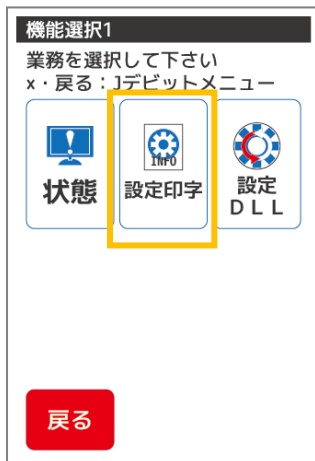 機能選択1
業務を選択して下さい
x・戻る：Jデビットメニュー
状態
INFO
設定印字
設定
DLL
戻る